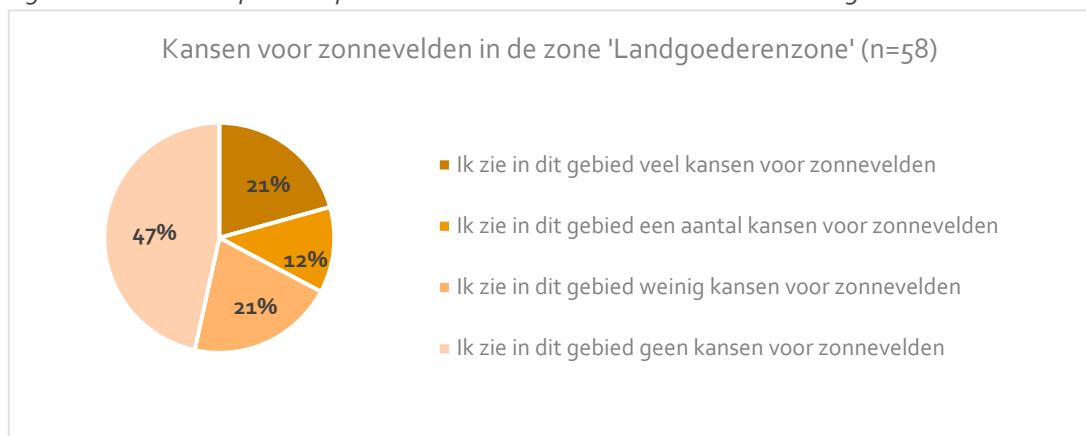 Kansen voor zonnevelden in de zone 'Landgoederenzone' (n=58)
21%
12%
21%
47%
Ik zie in dit gebied veel kansen voor zonnevelden
Ik zie in dit gebied een aantal kansen voor zonnevelden
Ik zie in dit gebied weinig kansen voor zonnevelden
Ik zie in dit gebied geen kansen voor zonnevelden